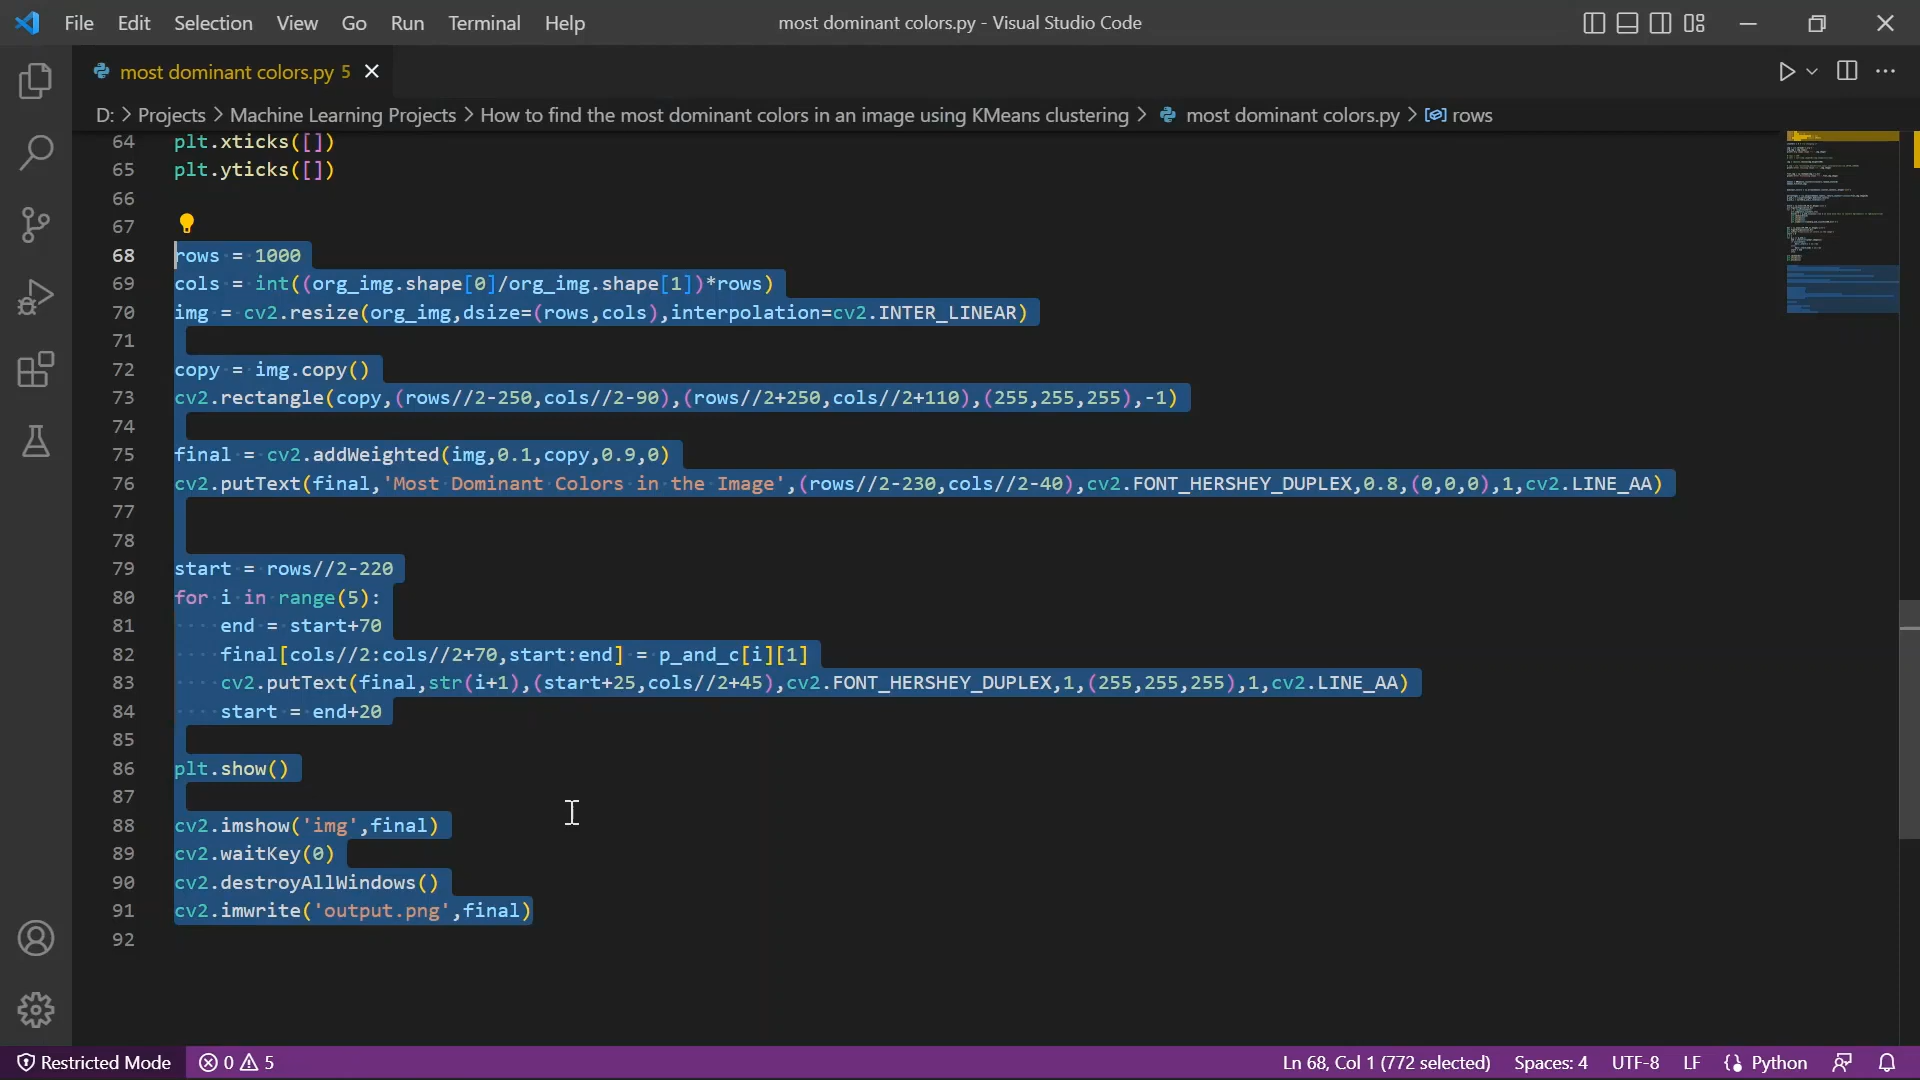 File Edit Selection View Go Run Terminal Help most dominant colors.py - Visual Studio Code
most dominant colors.py 5
D: > Projects > Machine Learning Projects > How to find the most dominant colors in an image using KMeans clustering > most dominant colors.py > rows
64 plt.xticks([])
65 plt.yticks([])
66
67
68 rows = 1000
69 cols = int((org_img.shape[0]/org_img.shape[1])*rows)
70 img = cv2.resize(org_img,dsize=(rows,cols),interpolation=cv2.INTER_LINEAR)
71
72 copy = img.copy()
73 cv2.rectangle(copy,(rows//2-250,cols//2-90),(rows//2+250,cols//2+110),(255,255,255),-1)
74
75 final = cv2.addWeighted(img,0.1,copy,0.9,0)
76 cv2.putText(final,'Most Dominant Colors in the Image',(rows//2-230,cols//2-40),cv2.FONT_HERSHEY_DUPLEX,0.8,(0,0,0),1,cv2.LINE_AA)
77
78
79 start = rows//2-220
80 for i in range(5):
81     end = start+70
82     final[cols//2:cols//2+70,start:end] = p_and_c[i][1]
83     cv2.putText(final,str(i+1),(start+25,cols//2+45),cv2.FONT_HERSHEY_DUPLEX,1,(255,255,255),1,cv2.LINE_AA)
84     start = end+20
85
86 plt.show()
87
88 cv2.imshow('img',final)
89 cv2.waitKey(0)
90 cv2.destroyAllWindows()
91 cv2.imwrite('output.png',final)
92
Restricted Mode 0 5 Ln 68, Col 1 (772 selected) Spaces: 4 UTF-8 LF Python